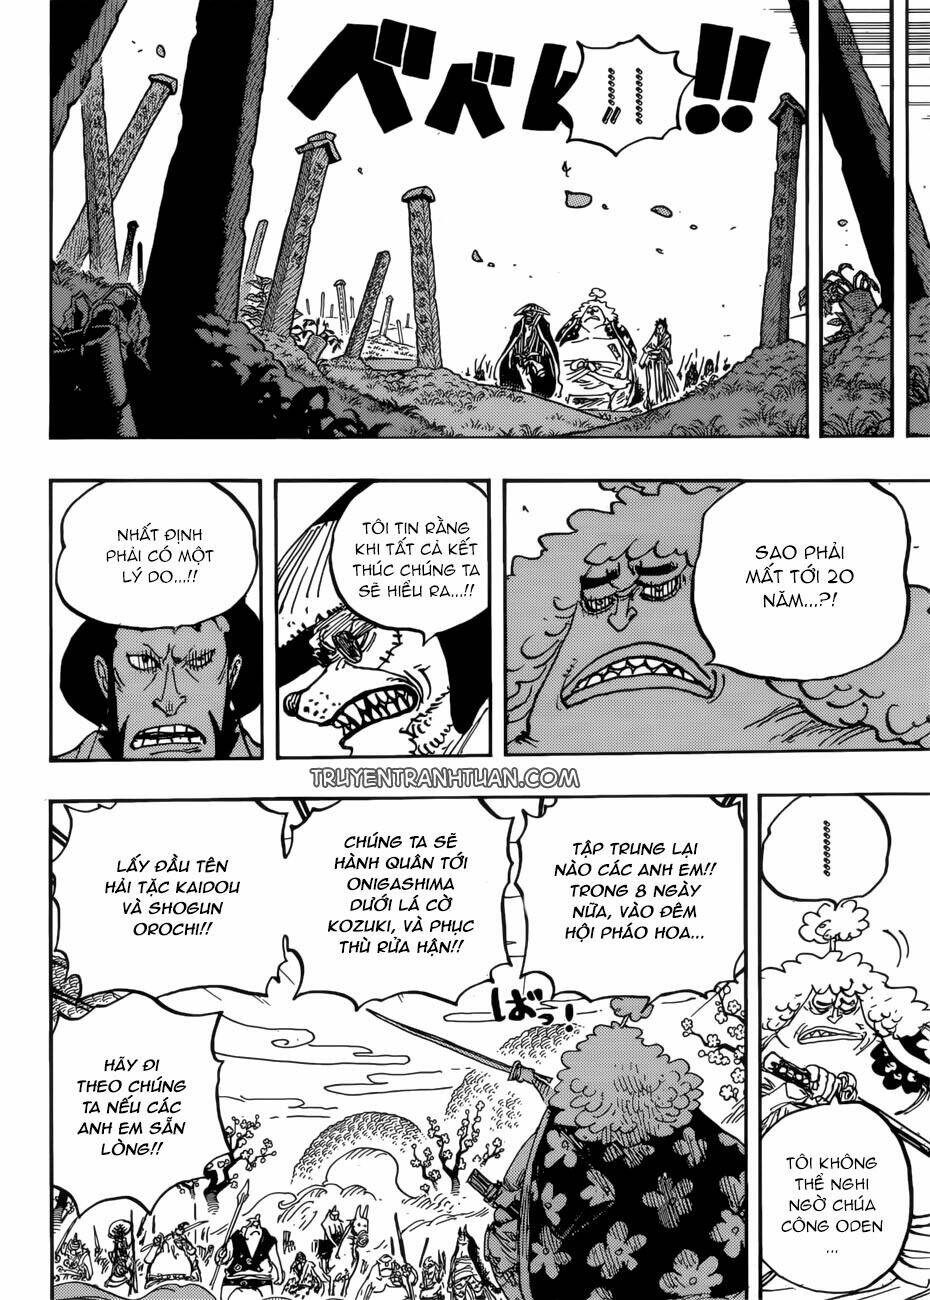 ベベベン
!!
SAO PHẢI
MẤT TỚI 20
NĂM...?!
TÔI TIN RẰNG
KHI TẤT CẢ KẾT
THÚC CHÚNG TA
SẼ HIỂU RA...!!
NHẤT ĐỊNH
PHẢI CÓ MỘT
LÝ DO...!!
TRUYENTRANHTUAN.COM
TÔI KHÔNG
THỂ NGHI
NGỜ CHÚA
CÔNG ODEN
...
TẬP TRUNG LẠI
NÀO CÁC ANH EM!!
TRONG 8 NGÀY
NỮA, VÀO ĐÊM
HỘI PHÁO HOA...
CHÚNG TA SẼ
HÀNH QUÂN TỚI
ONIGASHIMA
DƯỚI LÁ CỜ
KOZUKI, VÀ PHỤC
THÙ RỬA HẬN!!
LẤY ĐẦU TÊN
HẢI TẶC KAIDOU
VÀ SHOGUN
OROCHI!!
ばっ!
HÃY ĐI
THEO CHÚNG
TA NẾU CÁC
ANH EM SẴN
LÒNG!!